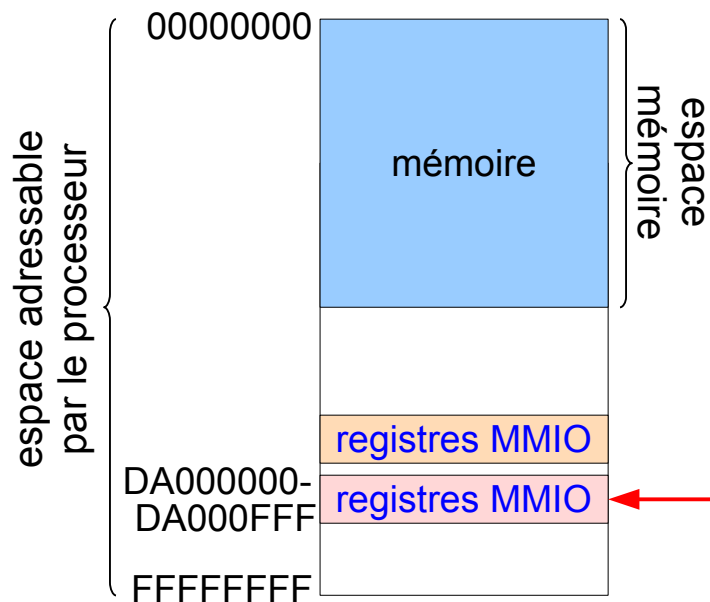 00000000
espace adressable
par le processeur
mémoire
espace
mémoire
registres MMIO
DA000000-
DA000FFF
registres MMIO
FFFFFFFF